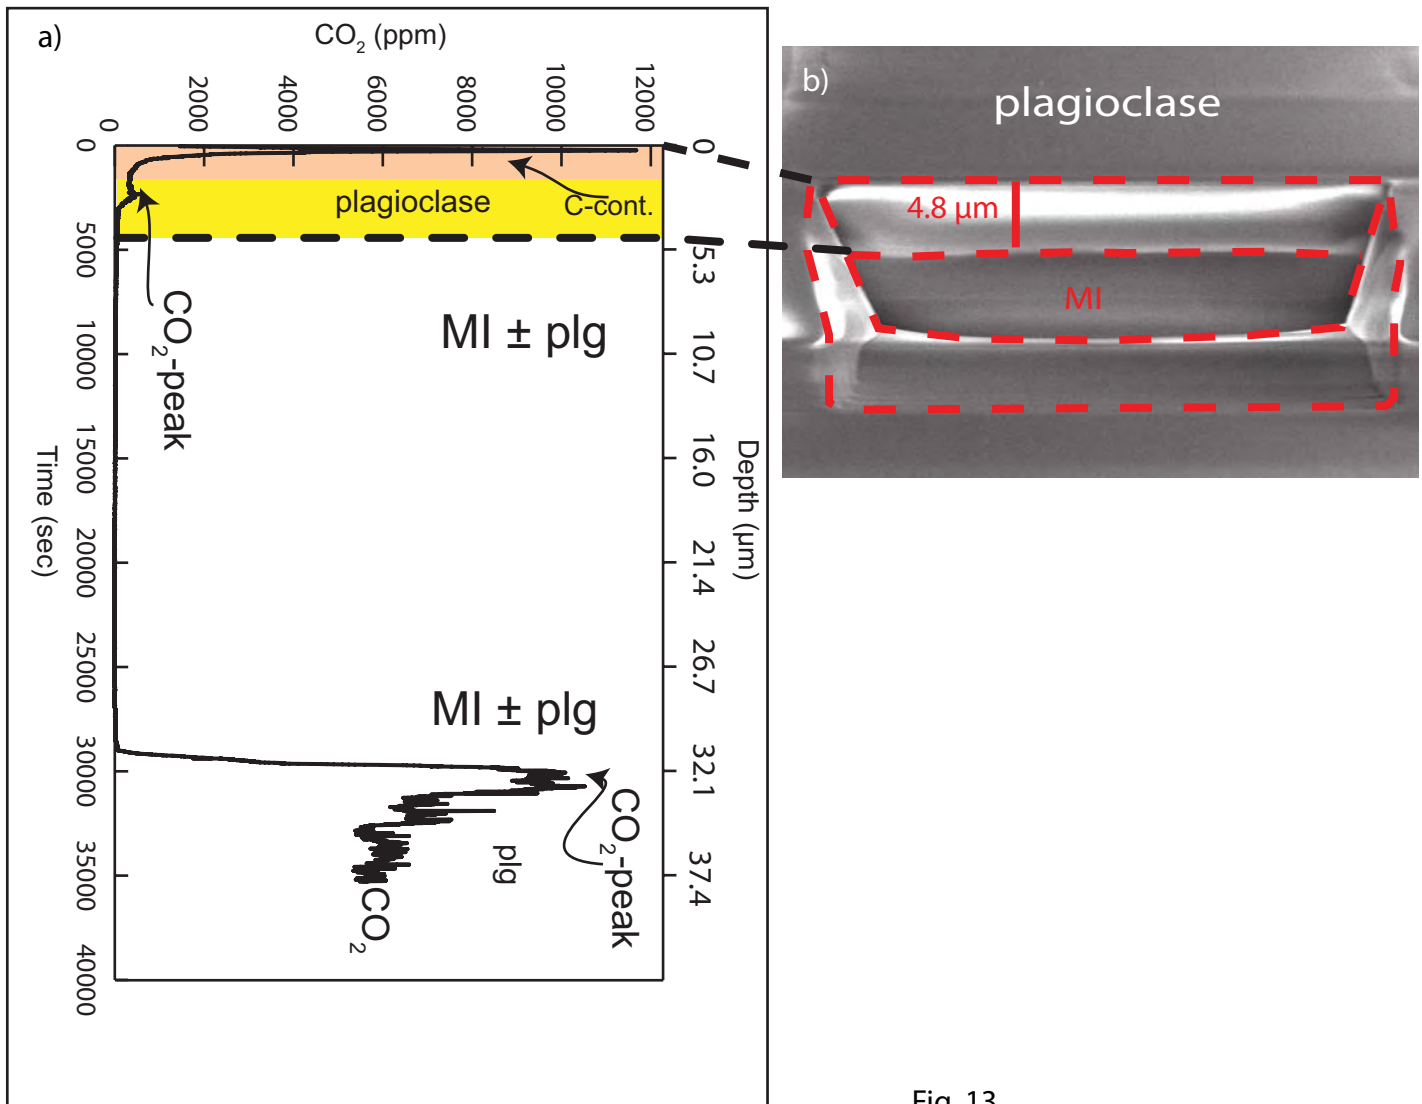 a)
CO2 (ppm)
0
2000
4000
6000
8000
10000
12000
0
5000
10000
15000
20000
25000
30000
35000
40000
Time (sec)
0
5.3
10.7
16.0
21.4
26.7
32.1
37.4
Depth (µm)
plagioclase
C-cont.
CO2-peak
MI ± plg
MI ± plg
CO2-peak
plg
CO2
b)
plagioclase
4.8 µm
MI
Fig. 13